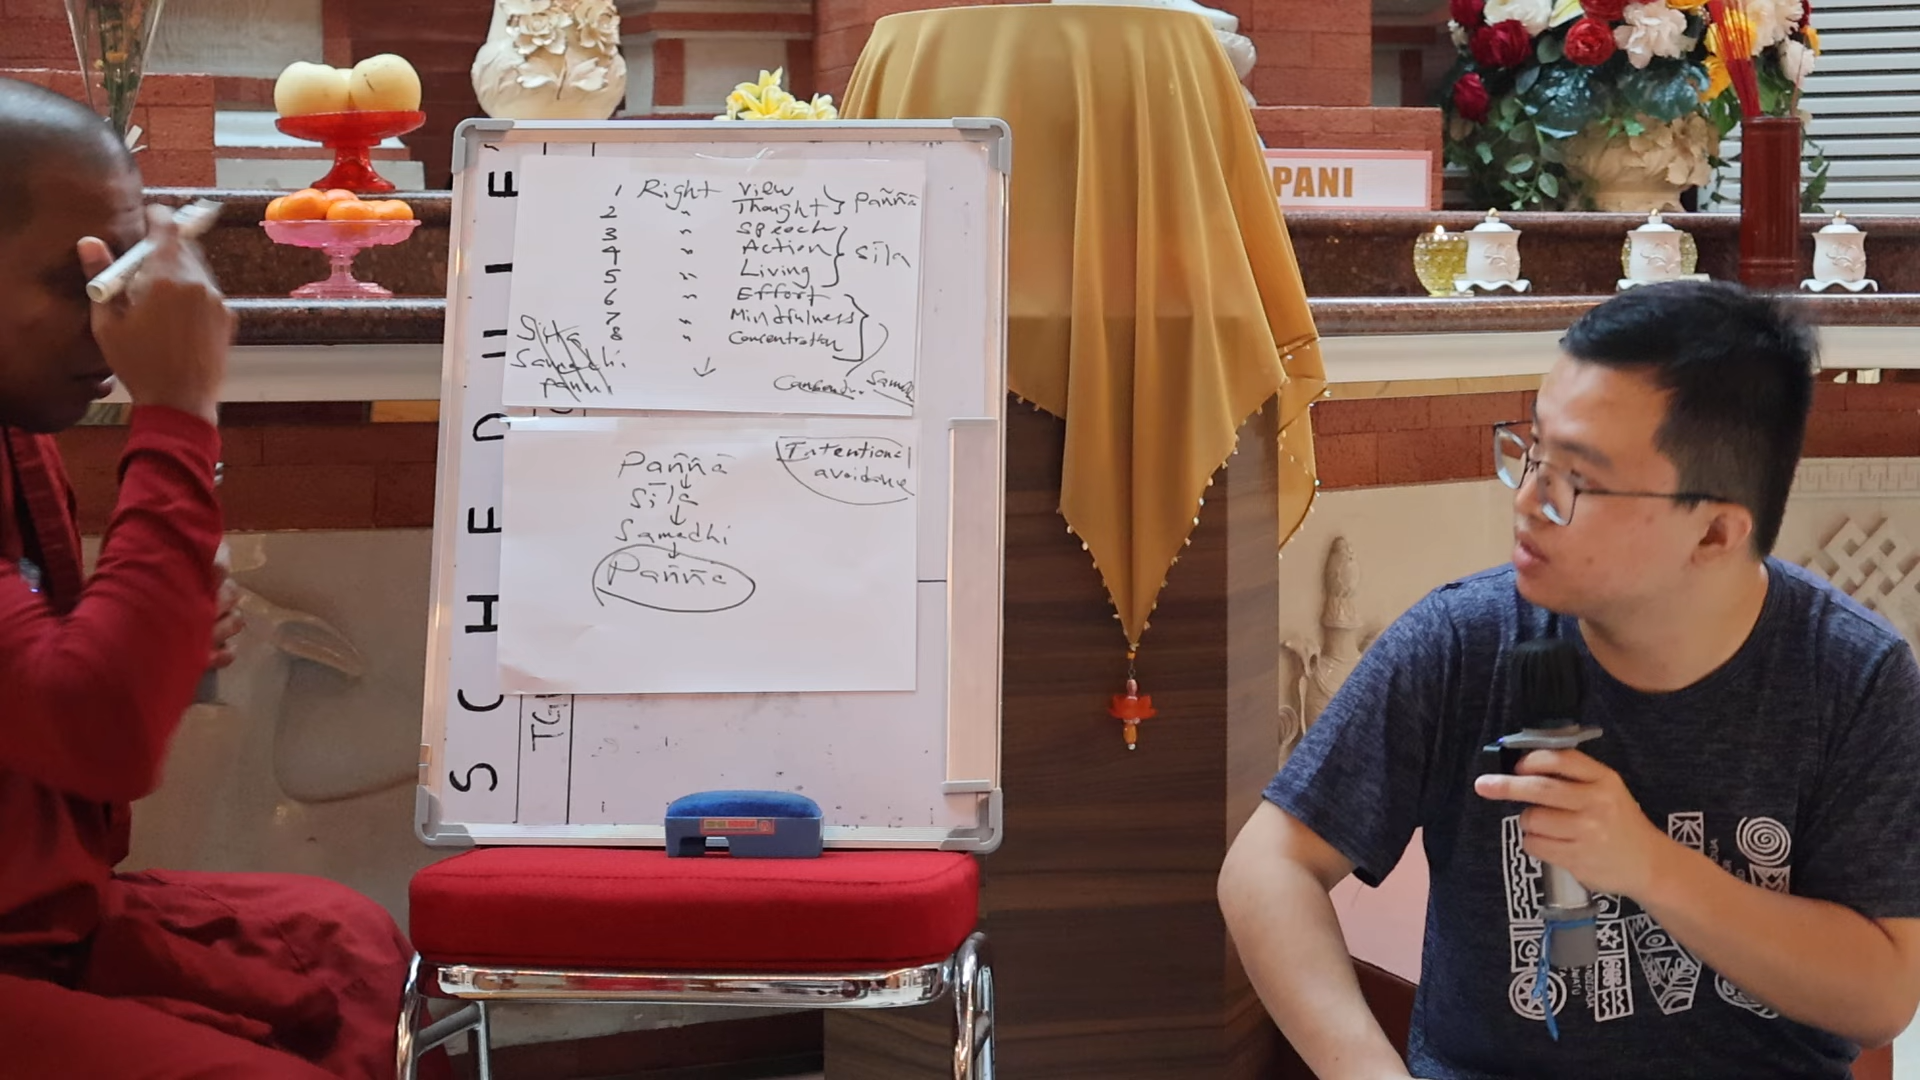 1 Right View } Paññā
2 " Thought
3 " Speech
4 " Action } Sīla
5 " Living
6 " Effort
7 " Mindfulness
8 " Concentration
Sīla
Samadhi
Paññ
Paññā
Sīla
Samadhi
Paññā
Intentional
avoidance
SCHEDULE
PANI